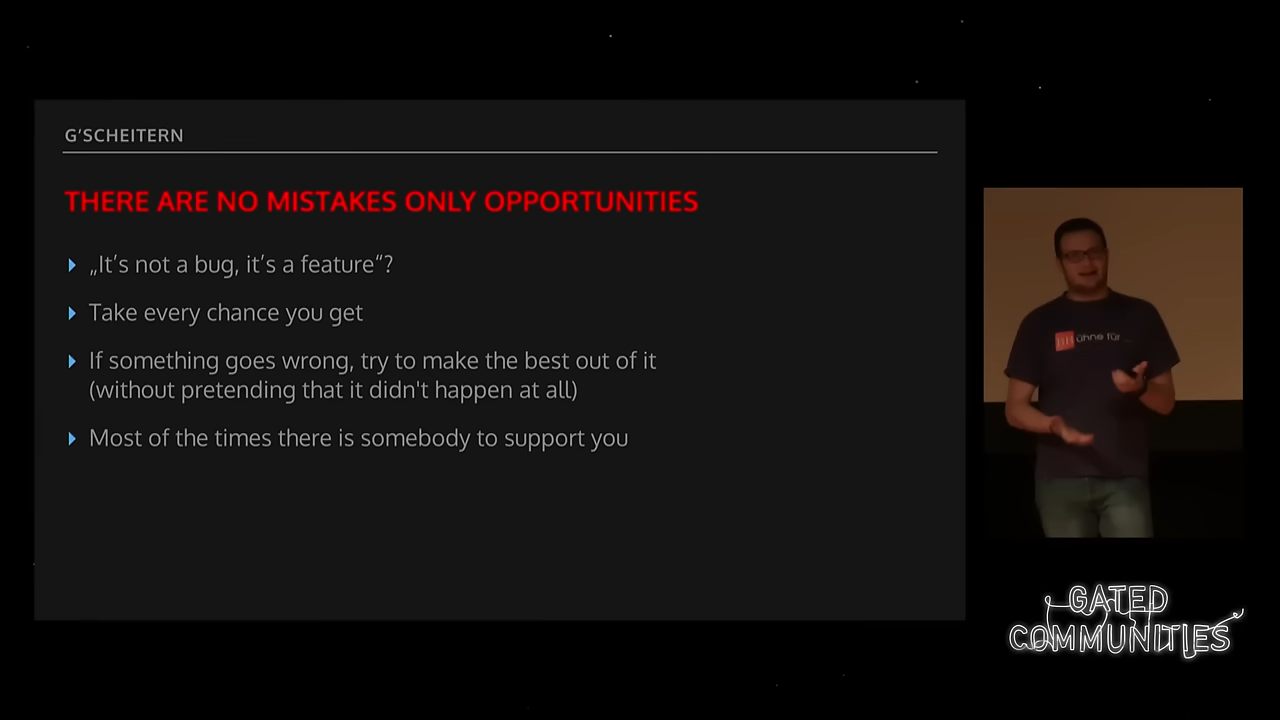 G'SCHEITERN
THERE ARE NO MISTAKES ONLY OPPORTUNITIES
„It's not a bug, it's a feature“?
Take every chance you get
If something goes wrong, try to make the best out of it
(without pretending that it didn't happen at all)
Most of the times there is somebody to support you
ühne für
GATED
COMMUNITIES